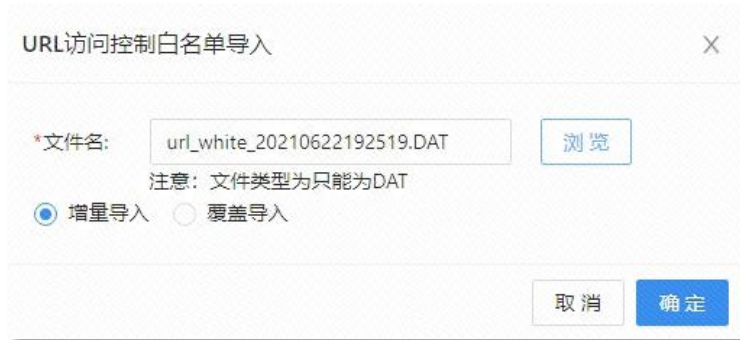 URL访问控制白名单导入
*文件名: url_white_20210622192519.DAT 浏览
注意：文件类型为只能为DAT
增量导入 覆盖导入
取消 确定